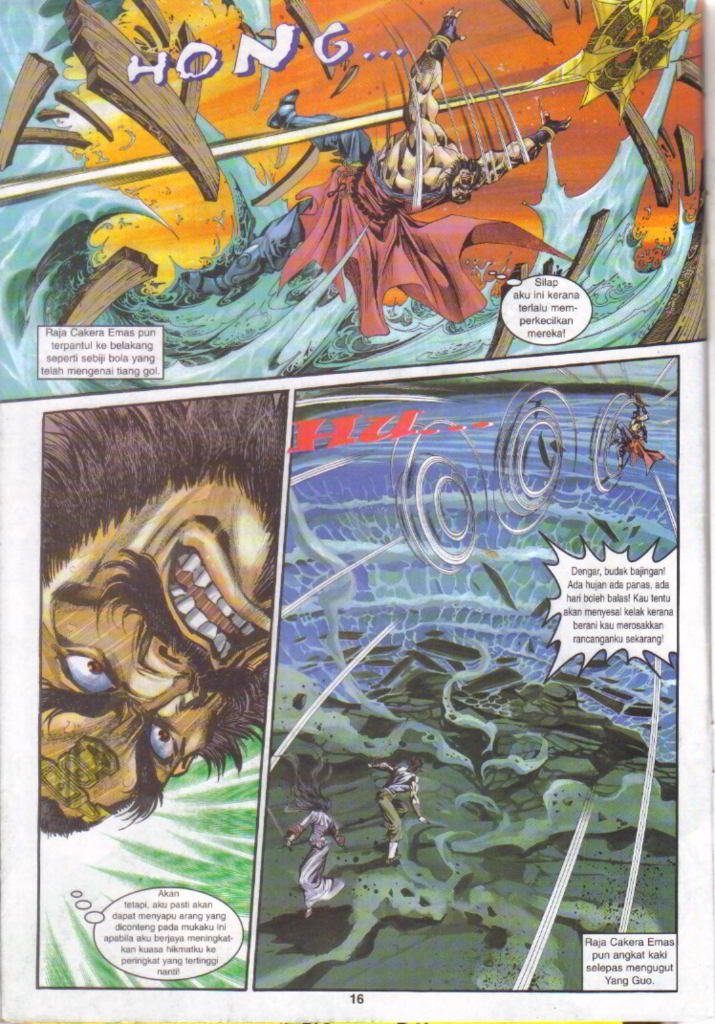 HONG...
Silap
aku ini kerana
terlalu mem-
perkecilkan
mereka!
Raja Cakera Emas pun
terpantul ke belakang
seperti sebiji bola yang
telah mengenai tiang gol.
HU...
Dengar, budak bajingan!
Ada hujan ada panas, ada
hari boleh balas! Kau tentu
akan menyesal kelak kerana
berani kau merosakkan
rancanganku sekarang!
Akan
tetapi, aku pasti akan
dapat menyapu arang yang
diconteng pada mukaku ini
apabila aku berjaya meningkat-
kan kuasa hikmatku ke
peringkat yang tertinggi
nanti!
Raja Cakera Emas
pun angkat kaki
selepas mengugut
Yang Guo.
16